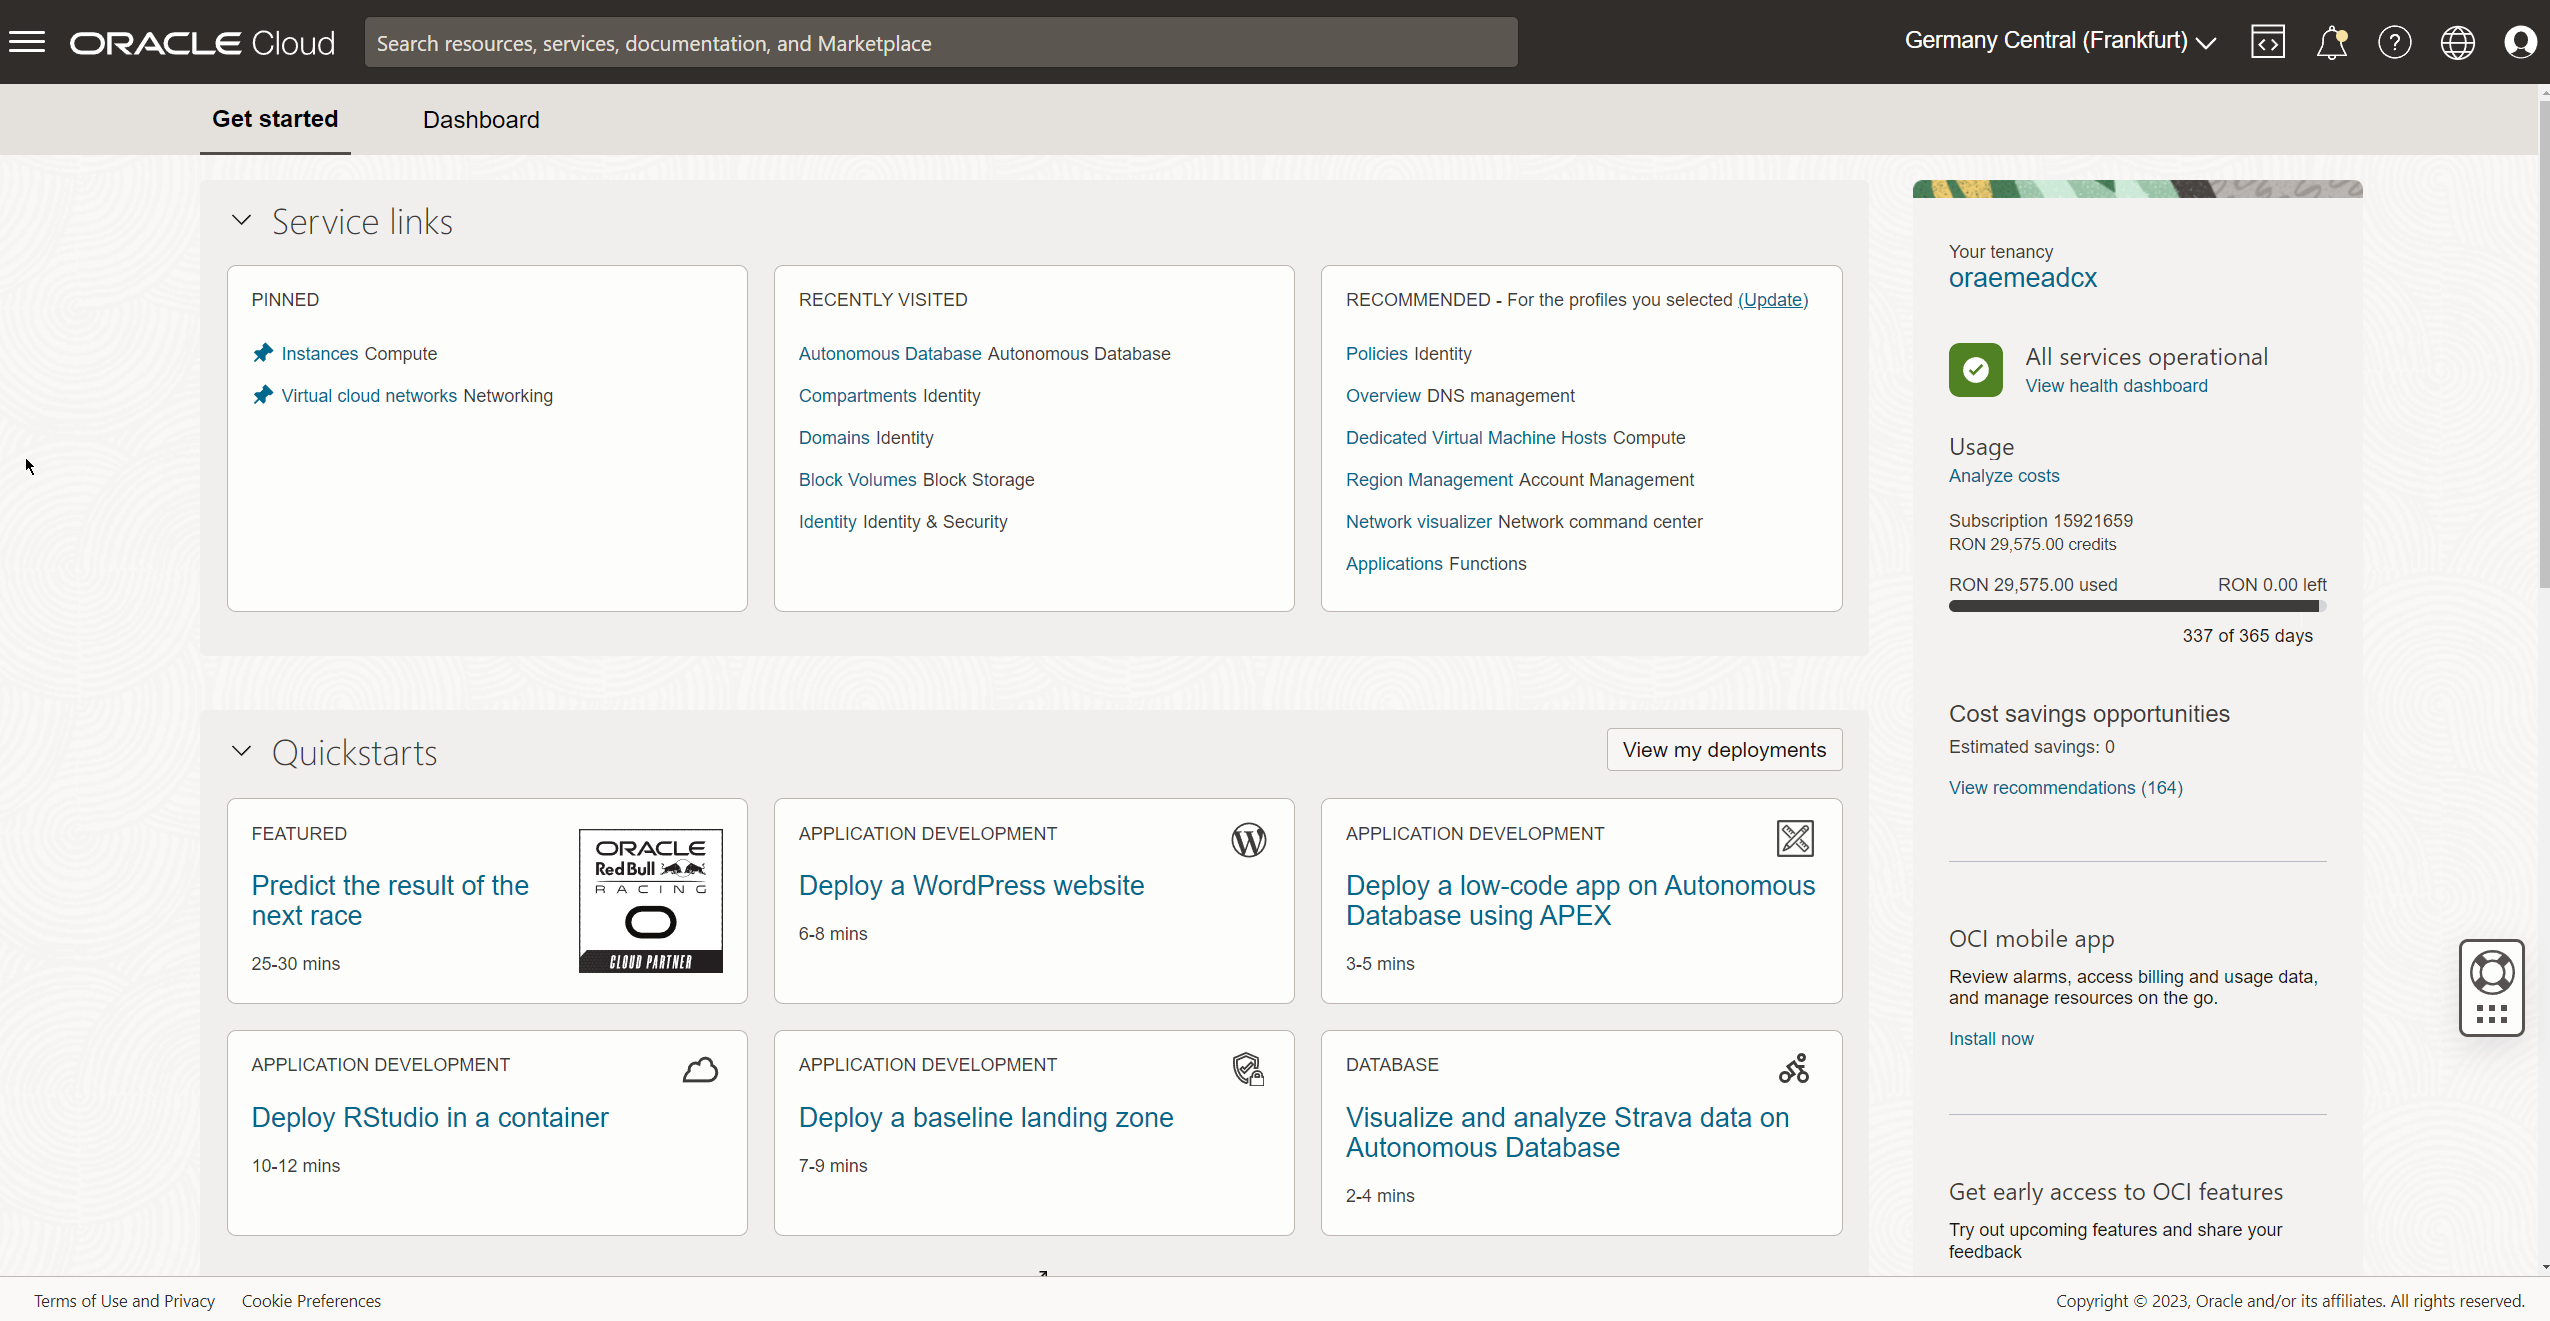 ORACLE Cloud
Search resources, services, documentation, and Marketplace
Germany Central (Frankfurt)
Get started
Dashboard
Service links
PINNED
Instances Compute
Virtual cloud networks Networking
RECENTLY VISITED
Autonomous Database Autonomous Database
Compartments Identity
Domains Identity
Block Volumes Block Storage
Identity Identity & Security
RECOMMENDED - For the profiles you selected (Update)
Policies Identity
Overview DNS management
Dedicated Virtual Machine Hosts Compute
Region Management Account Management
Network visualizer Network command center
Applications Functions
Quickstarts
View my deployments
FEATURED
Predict the result of the
next race
25-30 mins
ORACLE
Red Bull
RACING
CLOUD PARTNER
APPLICATION DEVELOPMENT
Deploy a WordPress website
6-8 mins
APPLICATION DEVELOPMENT
Deploy a low-code app on Autonomous
Database using APEX
3-5 mins
APPLICATION DEVELOPMENT
Deploy RStudio in a container
10-12 mins
APPLICATION DEVELOPMENT
Deploy a baseline landing zone
7-9 mins
DATABASE
Visualize and analyze Strava data on
Autonomous Database
2-4 mins
Your tenancy
oraemeadcx
All services operational
View health dashboard
Usage
Analyze costs
Subscription 15921659
RON 29,575.00 credits
RON 29,575.00 used
RON 0.00 left
337 of 365 days
Cost savings opportunities
Estimated savings: 0
View recommendations (164)
OCI mobile app
Review alarms, access billing and usage data,
and manage resources on the go.
Install now
Get early access to OCI features
Try out upcoming features and share your
feedback
Terms of Use and Privacy
Cookie Preferences
Copyright © 2023, Oracle and/or its affiliates. All rights reserved.